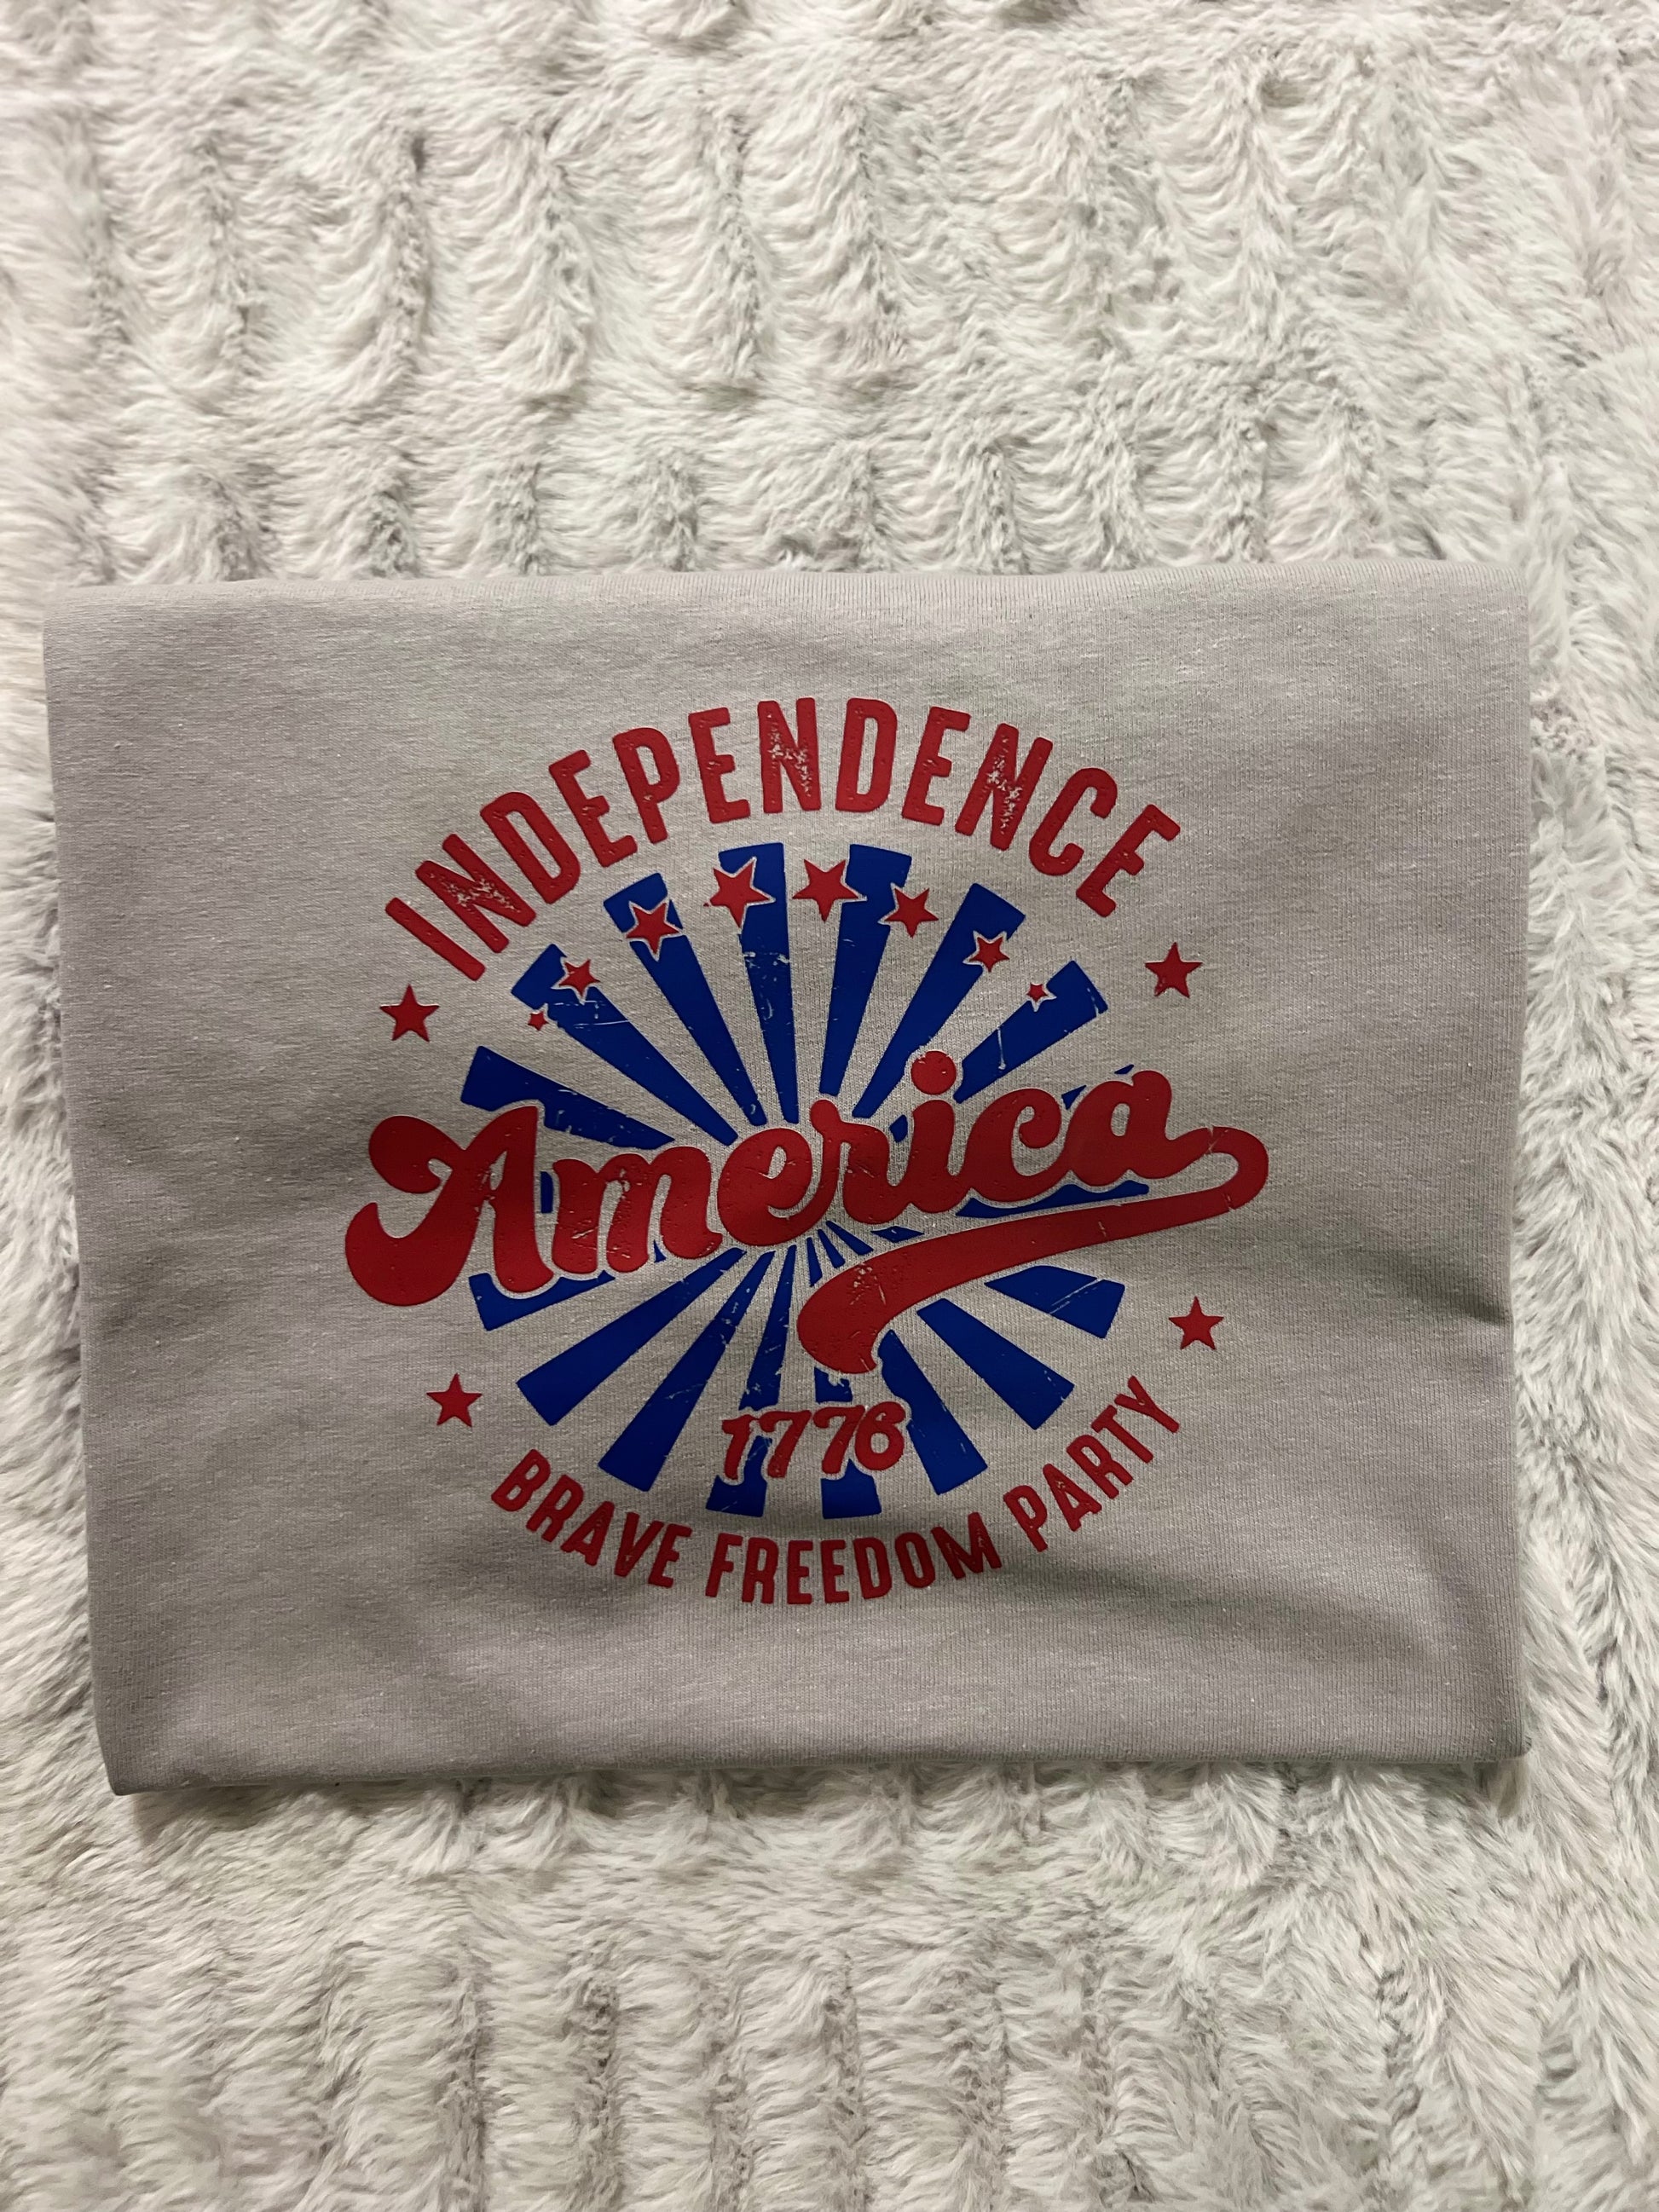 INDEPENDENCE
America
1776
BRAVE FREEDOM PARTY